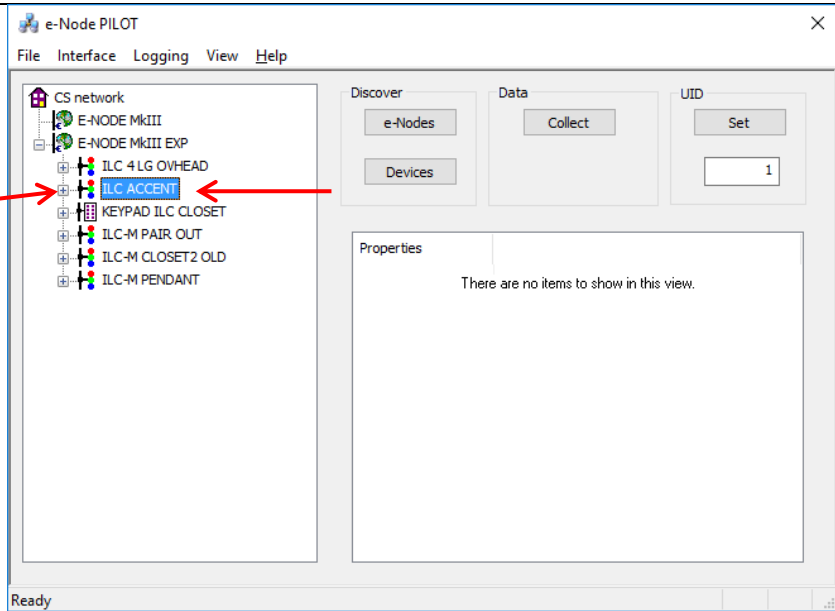 e-Node PILOT
File Interface Logging View Help
CS network
E-NODE MkIII
E-NODE MkIII EXP
ILC 4 LG OVHEAD
ILC ACCENT
KEYPAD ILC CLOSET
ILC-M PAIR OUT
ILC-M CLOSET2 OLD
ILC-M PENDANT
Discover
e-Nodes
Devices
Data
Collect
UID
Set
1
Properties
There are no items to show in this view.
Ready